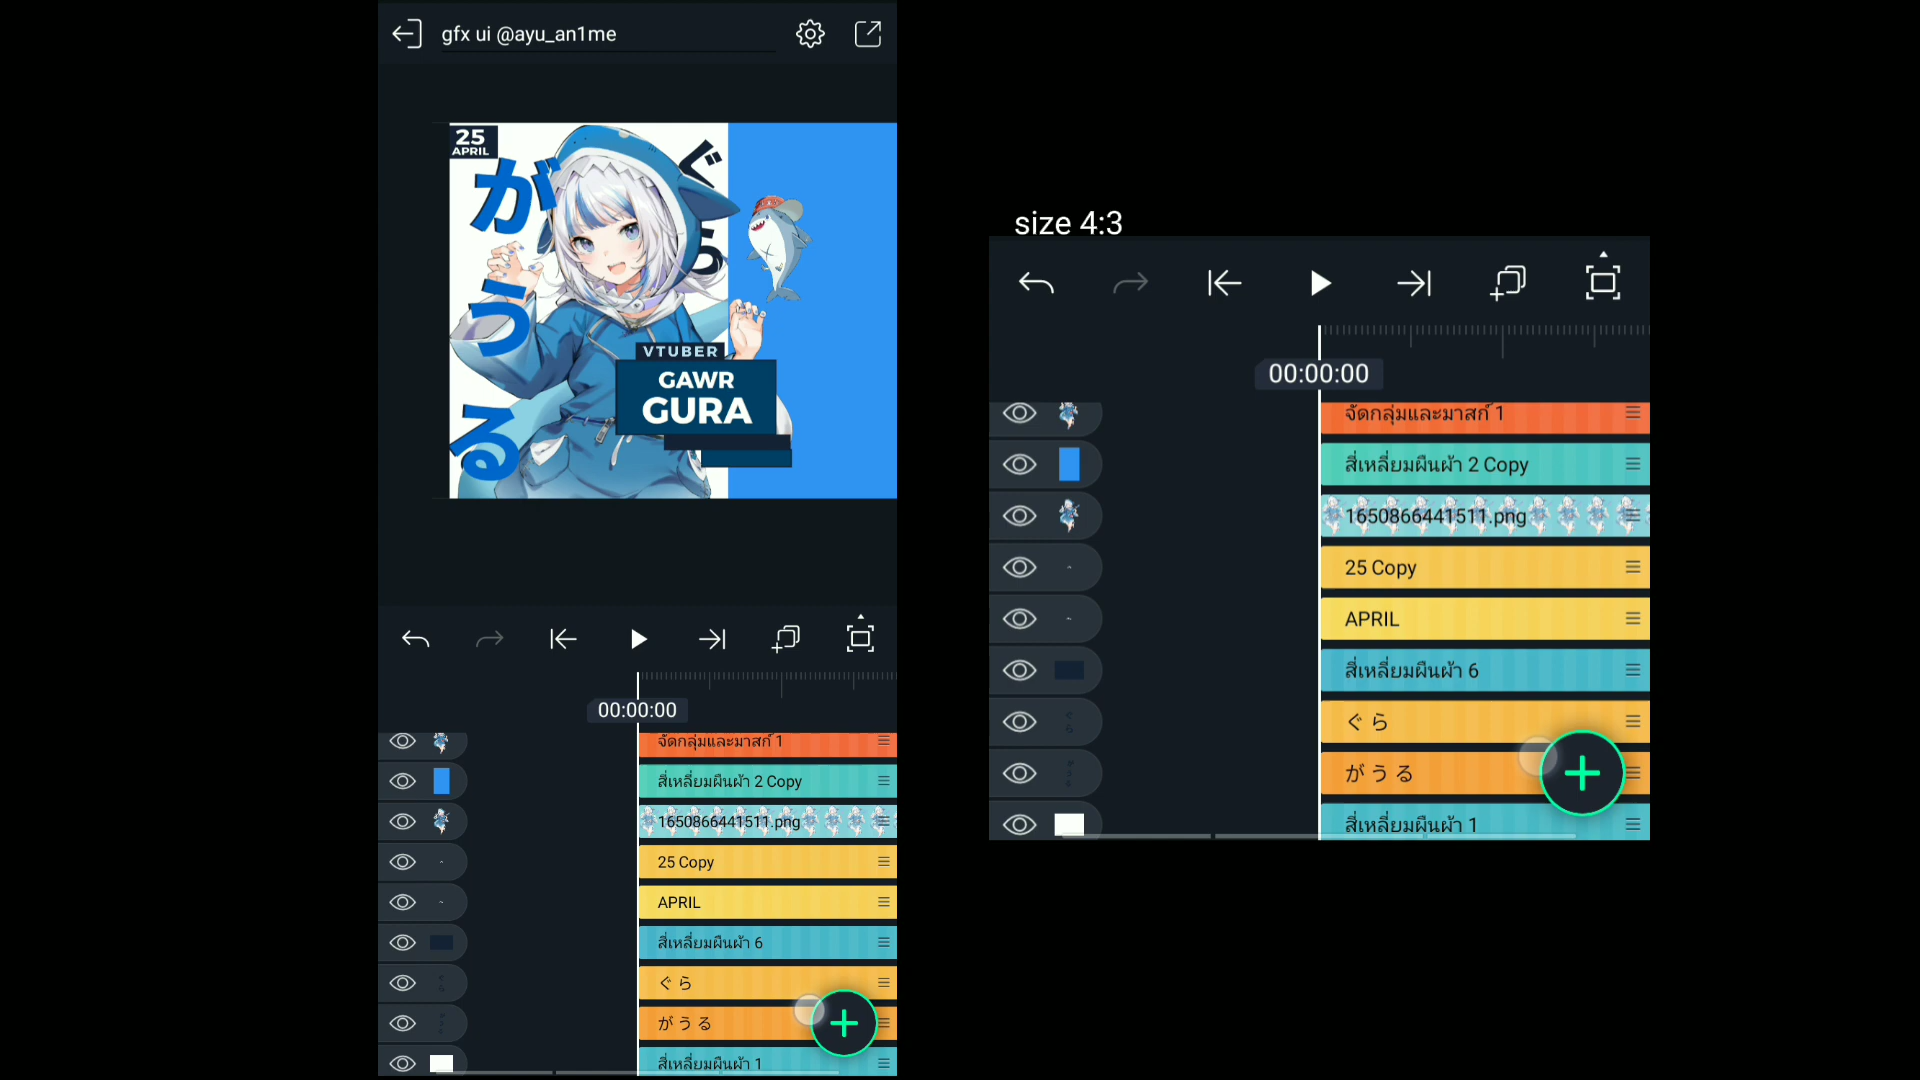 gfx ui @ayu_an1me
25
APRIL
がうる
ぐら
VTUBER
GAWR
GURA
00:00:00
จัดกลุ่มและมาสก์ 1
สี่เหลี่ยมผืนผ้า 2 Copy
1650866441511.png
25 Copy
APRIL
สี่เหลี่ยมผืนผ้า 6
ぐ ら
が う る
สี่เหลี่ยมผืนผ้า 1
size 4:3
00:00:00
จัดกลุ่มและมาสก์ 1
สี่เหลี่ยมผืนผ้า 2 Copy
1650866441511.png
25 Copy
APRIL
สี่เหลี่ยมผืนผ้า 6
ぐ ら
が う る
สี่เหลี่ยมผืนผ้า 1